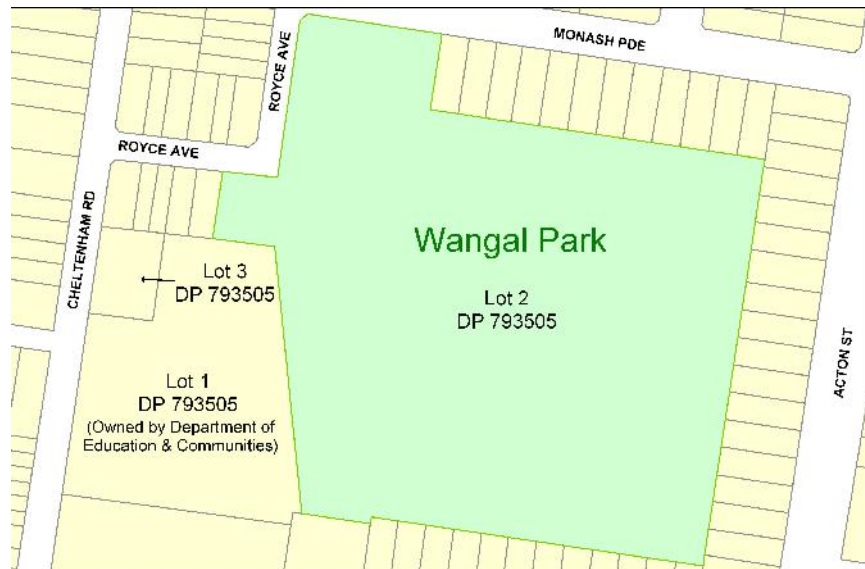 MONASH PDE
ROYCE AVE
ROYCE AVE
CHELTENHAM RD
Wangal Park
Lot 3
DP 793505
Lot 2
DP 793505
ACTON ST
Lot 1
DP 793505
(Owned by Department of
Education & Communities)